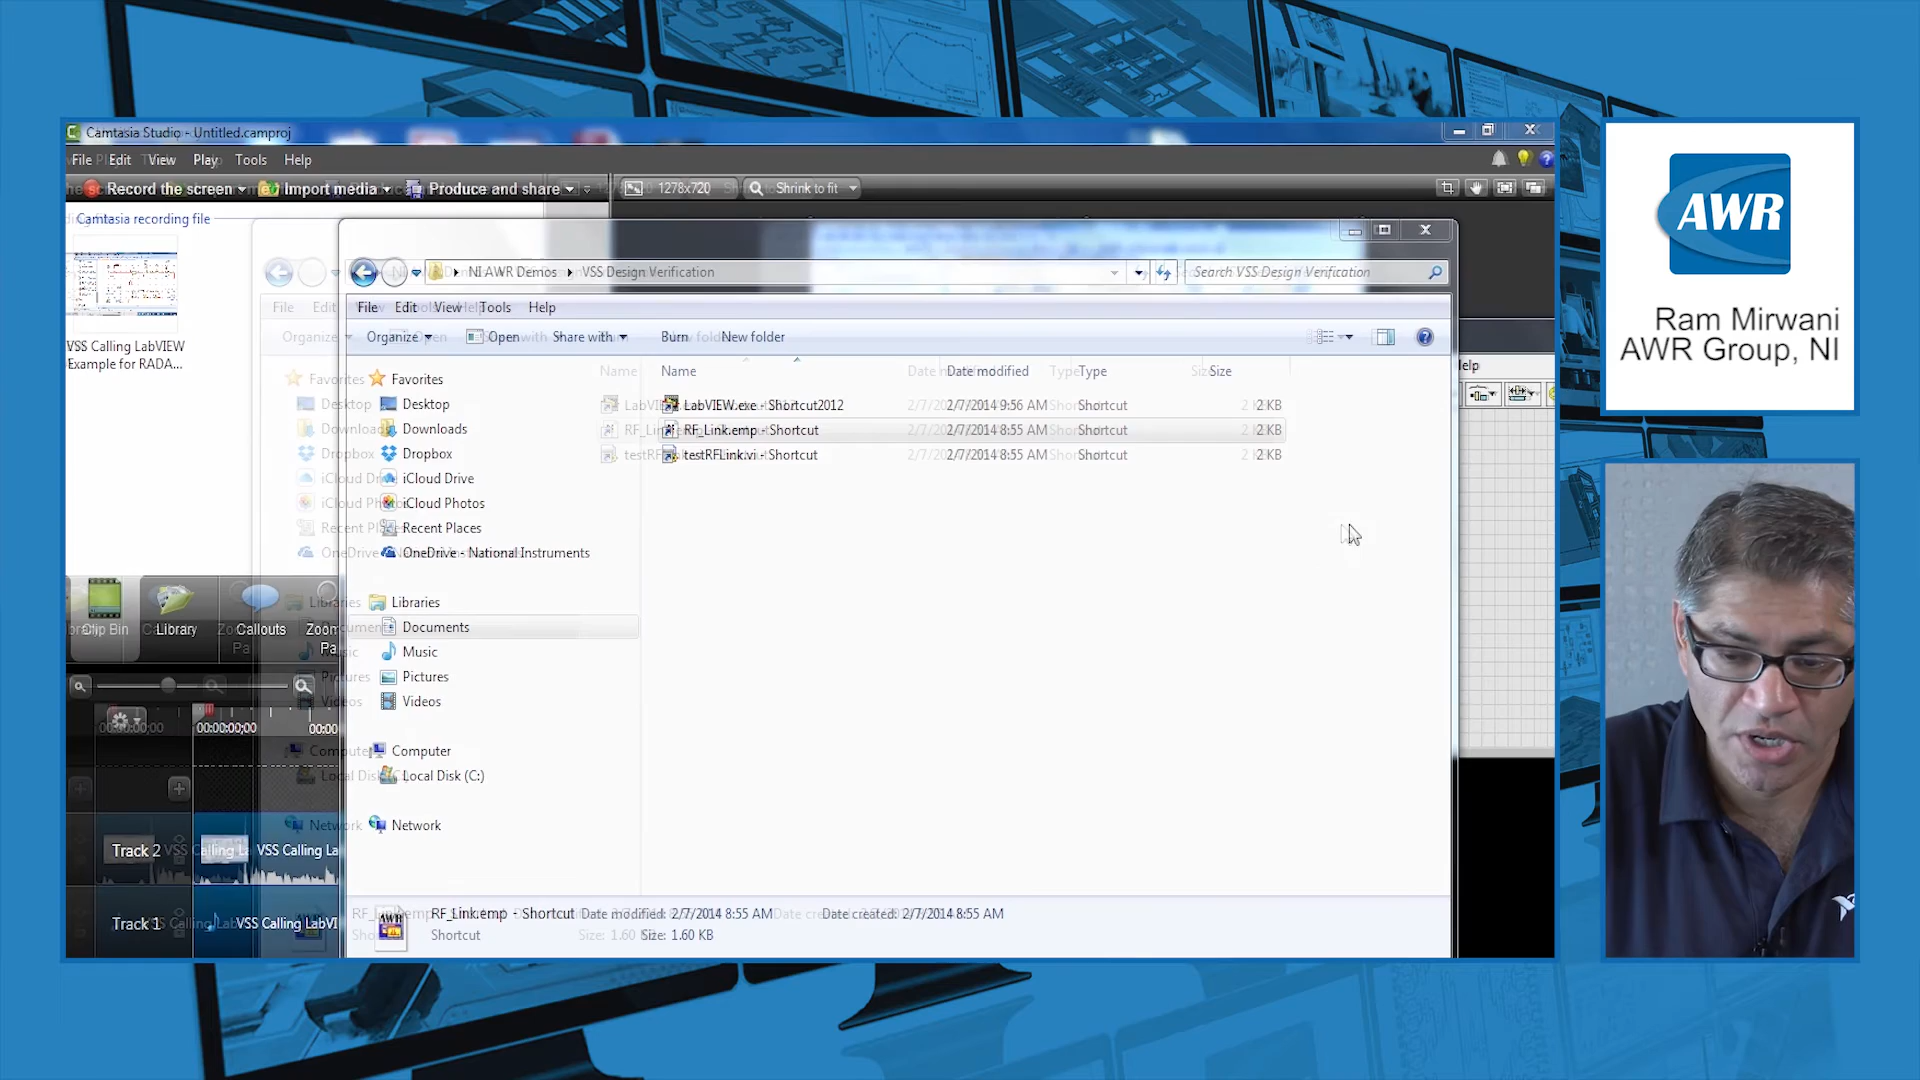 Camtasia Studio - Untitled.camproj
File Edit View Play Tools Help
Record the screen Import media Produce and share 1278x720 Shrink to fit
Camtasia recording file
VSS Calling LabVIEW
Example for RADA...
NI AWR Demos VSS Design Verification
Search VSS Design Verification
File Edit View Tools Help
Organize Open Share with Burn New folder
Name Date modified Type Size
LabVIEW.exe - Shortcut2012 2/7/2014 9:56 AM Shortcut 2 KB
RF_Link.emp - Shortcut 2/7/2014 8:55 AM Shortcut 2 KB
testRFLink.vi - Shortcut 2/7/2014 8:55 AM Shortcut 2 KB
Favorites
Desktop
Downloads
Dropbox
iCloud Drive
iCloud Photos
Recent Places
OneDrive - National Instruments
Libraries
Documents
Music
Pictures
Videos
Computer
Local Disk (C:)
Network
RF_Link.emp - Shortcut Date modified: 2/7/2014 8:55 AM Date created: 2/7/2014 8:55 AM
Shortcut Size: 1.60 KB
Clip Bin Library Callouts Zoom
Pa
00:00:00;00 00:00
Track 2 VSS Calling La
Track 1 VSS Calling LabVI
elp
AWR
Ram Mirwani
AWR Group, NI